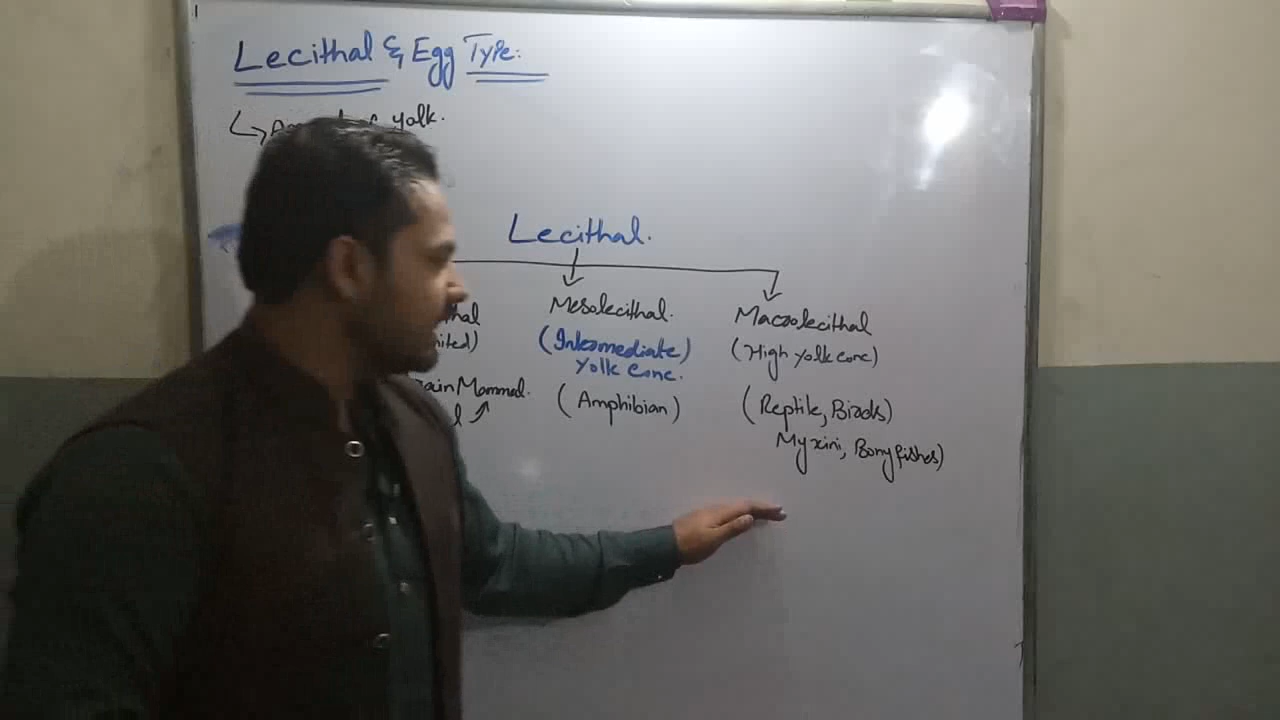 Lecithal & Egg Type:
yolk.
Lecithal.
Mesolecithal.
(Intermediate)
Yolk Conc.
(Amphibian)
Macrolecithal
(High Yolk Conc)
(Reptile, Birds)
Myxini, Bony fishes)
Mammal.